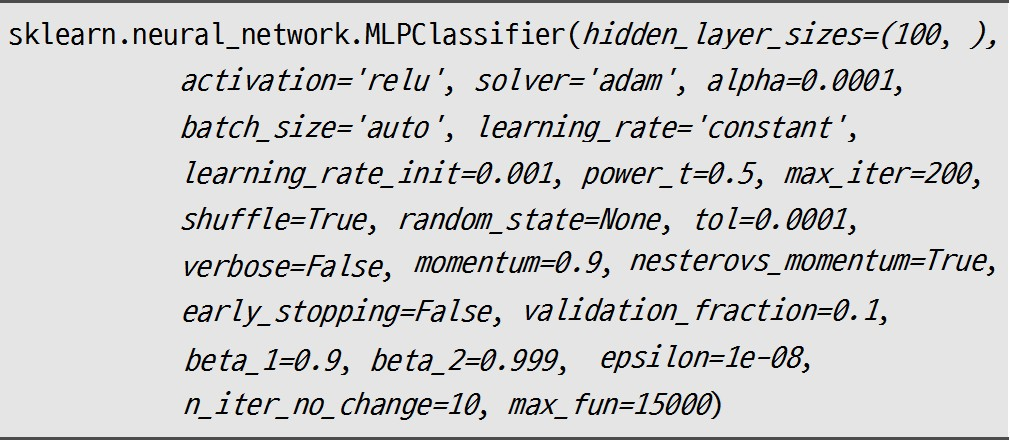 sklearn.neural_network.MLPClassifier(hidden_layer_sizes=(100, ),
activation='relu', solver='adam', alpha=0.0001,
batch_size='auto', learning_rate='constant',
learning_rate_init=0.001, power_t=0.5, max_iter=200,
shuffle=True, random_state=None, tol=0.0001,
verbose=False, momentum=0.9, nesterovs_momentum=True,
early_stopping=False, validation_fraction=0.1,
beta_1=0.9, beta_2=0.999, epsilon=1e-08,
n_iter_no_change=10, max_fun=15000)